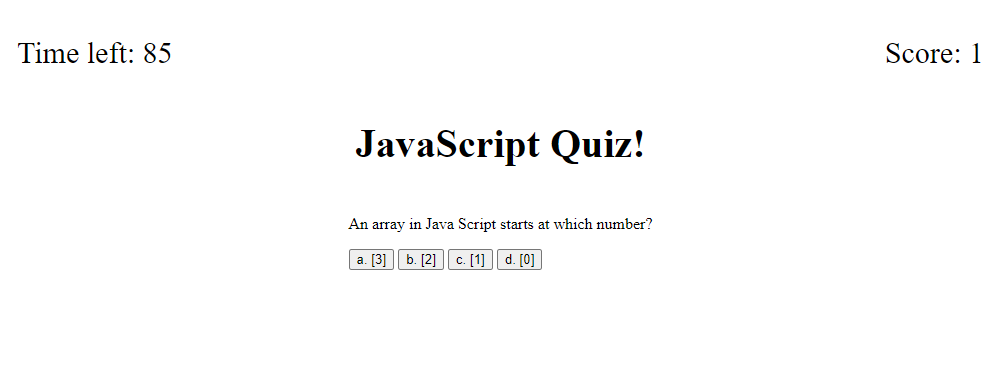 Time left: 85
Score: 1
JavaScript Quiz!
An array in Java Script starts at which number?
a. [3] b. [2] c. [1] d. [0]